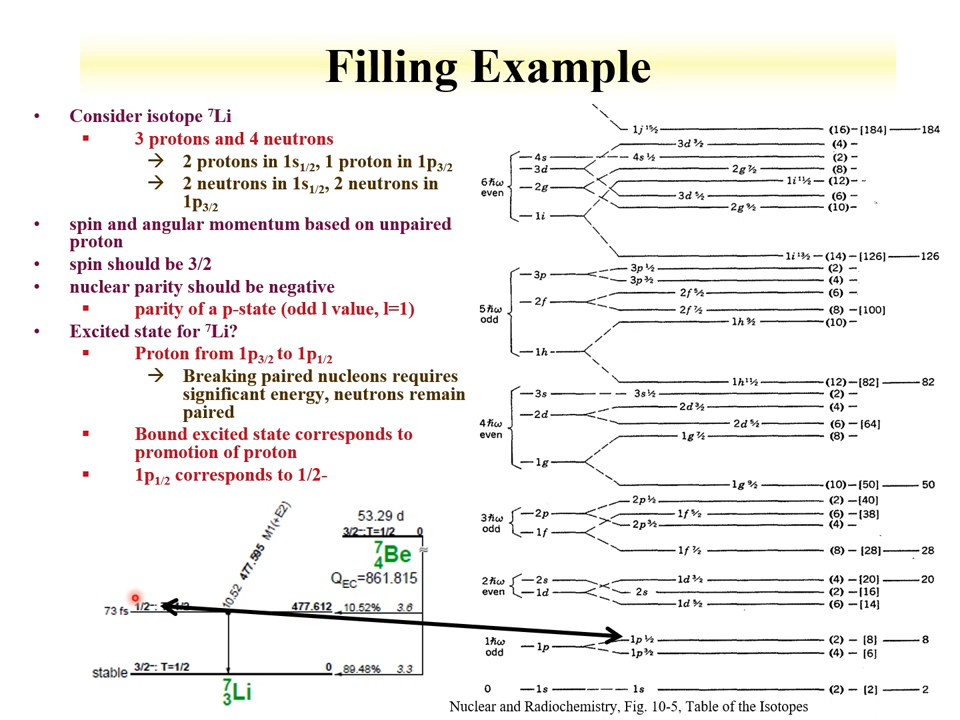 Filling Example
• Consider isotope ⁷Li
▪ 3 protons and 4 neutrons
→ 2 protons in 1s₁/₂, 1 proton in 1p₃/₂
→ 2 neutrons in 1s₁/₂, 2 neutrons in
1p₃/₂
• spin and angular momentum based on unpaired
proton
• spin should be 3/2
• nuclear parity should be negative
▪ parity of a p-state (odd l value, l=1)
• Excited state for ⁷Li?
▪ Proton from 1p₃/₂ to 1p₁/₂
→ Breaking paired nucleons requires
significant energy, neutrons remain
paired
▪ Bound excited state corresponds to
promotion of proton
▪ 1p₁/₂ corresponds to 1/2-
1j 15/2 (16) – [184] 184
3d 3/2 (4)
4s 4s 1/2 (2)
3d 2g 7/2 (8)
6ħω even
1i 11/2 (12)
2g 3d 5/2 (6)
2g 9/2 (10)
1i
1i 13/2 (14) – [126] 126
3p 3p 1/2 (2)
3p 3/2 (4)
2f 2f 5/2 (6)
5ħω odd
2f 7/2 (8) – [100]
1h 9/2 (10)
1h
1h 11/2 (12) – [82] 82
3s 3s 1/2 (2)
2d 2d 3/2 (4)
4ħω even
2d 5/2 (6) – [64]
1g 7/2 (8)
1g
1g 9/2 (10) – [50] 50
2p 2p 1/2 (2) – [40]
3ħω odd
1f 5/2 (6) – [38]
2p 3/2 (4)
1f
1f 7/2 (8) – [28] 28
2ħω even
2s 1d 3/2 (4) – [20] 20
1d 2s (2) – [16]
1d 5/2 (6) – [14]
1ħω odd
1p 1p 1/2 (2) – [8] 8
1p 3/2 (4) – [6]
0 1s 1s (2) – [2] 2
10.52 477.595 M1(+E2)
53.29 d
3/2–; T=1/2 0
⁷₄Be
Q_EC=861.815
73 fs 1/2–; 477.612 10.52% 3.6
stable 3/2–; T=1/2 0 89.48% 3.3
⁷₃Li
Nuclear and Radiochemistry, Fig. 10-5, Table of the Isotopes